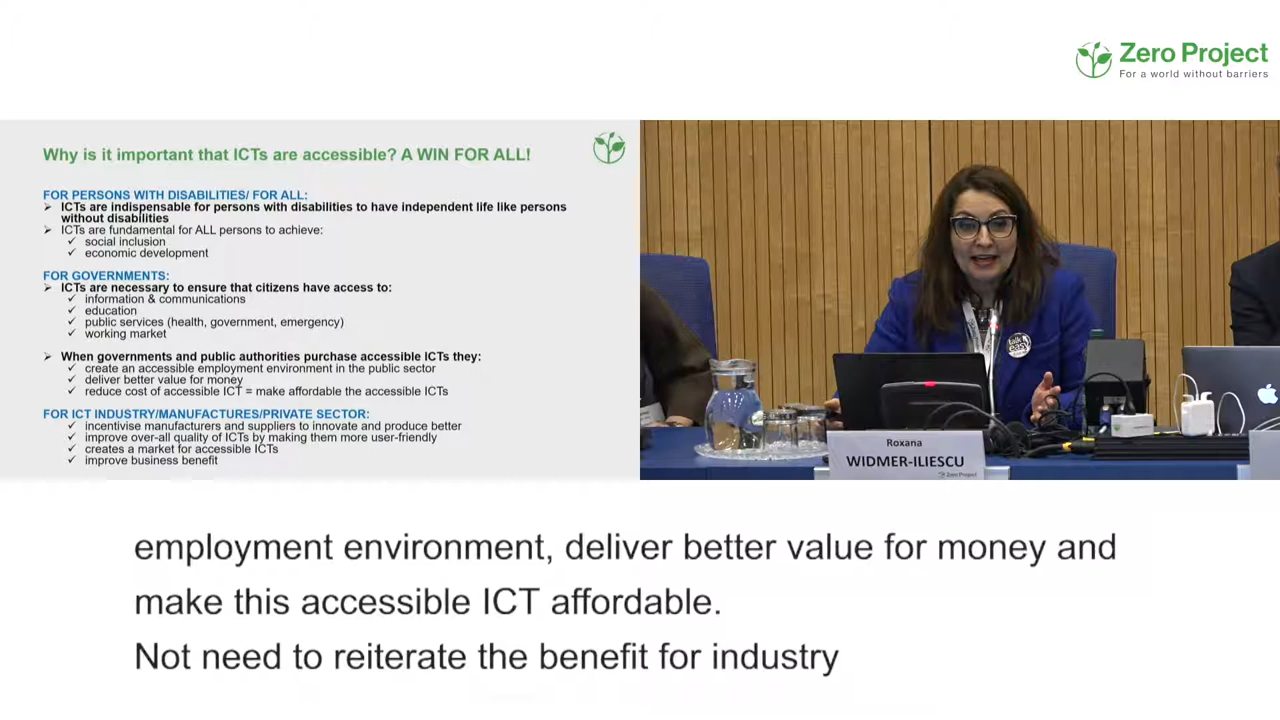 Zero Project
For a world without barriers
Why is it important that ICTs are accessible? A WIN FOR ALL!
FOR PERSONS WITH DISABILITIES/ FOR ALL:
➢ ICTs are indispensable for persons with disabilities to have independent life like persons
without disabilities
➢ ICTs are fundamental for ALL persons to achieve:
✓ social inclusion
✓ economic development
FOR GOVERNMENTS:
➢ ICTs are necessary to ensure that citizens have access to:
✓ information & communications
✓ education
✓ public services (health, government, emergency)
✓ working market
➢ When governments and public authorities purchase accessible ICTs they:
✓ create an accessible employment environment in the public sector
✓ deliver better value for money
✓ reduce cost of accessible ICT = make affordable the accessible ICTs
FOR ICT INDUSTRY/MANUFACTURES/PRIVATE SECTOR:
✓ incentivise manufacturers and suppliers to innovate and produce better
✓ improve over-all quality of ICTs by making them more user-friendly
✓ creates a market for accessible ICTs
✓ improve business benefit
talk
easy
Roxana
WIDMER-ILIESCU
Zero Project
employment environment, deliver better value for money and
make this accessible ICT affordable.
Not need to reiterate the benefit for industry